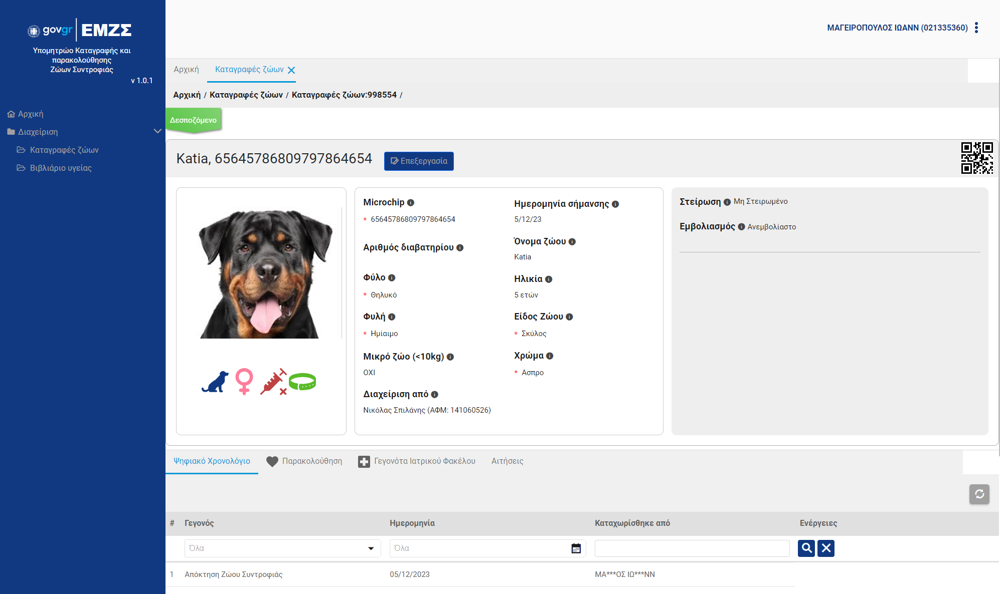 govgr ΕΜΖΣ
Υπομητρώο Καταγραφής και
παρακολούθησης
Ζώων Συντροφιάς
v 1.0.1
Αρχική
Διαχείριση
Καταγραφές ζώων
Βιβλιάριο υγείας
ΜΑΓΕΙΡΟΠΟΥΛΟΣ ΙΩΑΝΝ (021335360)
Αρχική Καταγραφές ζώων
Αρχική / Καταγραφές ζώων / Καταγραφές ζώων:998554 /
Δεσποζόμενο
Katia, 65645786809797864654 Επεξεργασία
Microchip
* 65645786809797864654
Αριθμός διαβατηρίου
Φύλο
* Θηλυκό
Φυλή
* Ημίαιμο
Μικρό ζώο (<10kg)
ΟΧΙ
Διαχείριση από
Νικόλας Σπιλάνης (ΑΦΜ: 141060526)
Ημερομηνία σήμανσης
5/12/23
Όνομα ζώου
Katia
Ηλικία
5 ετών
Είδος Ζώου
* Σκύλος
Χρώμα
* Ασπρο
Στείρωση Μη Στειρωμένο
Εμβολιασμός Ανεμβολίαστο
Ψηφιακό Χρονολόγιο Παρακολούθηση Γεγονότα Ιατρικού Φακέλου Αιτήσεις
# Γεγονός Ημερομηνία Καταχωρίσθηκε από Ενέργειες
Όλα Όλα
1 Απόκτηση Ζώου Συντροφιάς 05/12/2023 ΜΑ***ΟΣ ΙΩ***ΝΝ